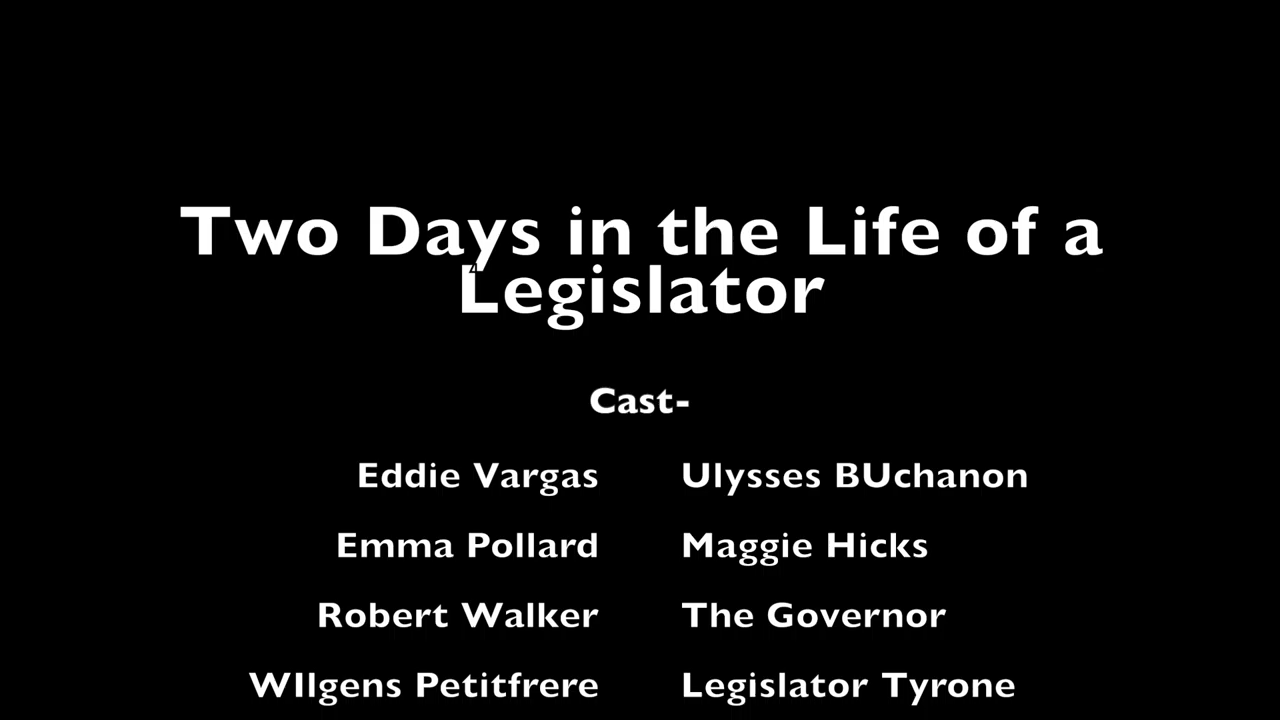 Two Days in the Life of a
Legislator
Cast-
Eddie Vargas Ulysses BUchanon
Emma Pollard Maggie Hicks
Robert Walker The Governor
WIlgens Petitfrere Legislator Tyrone